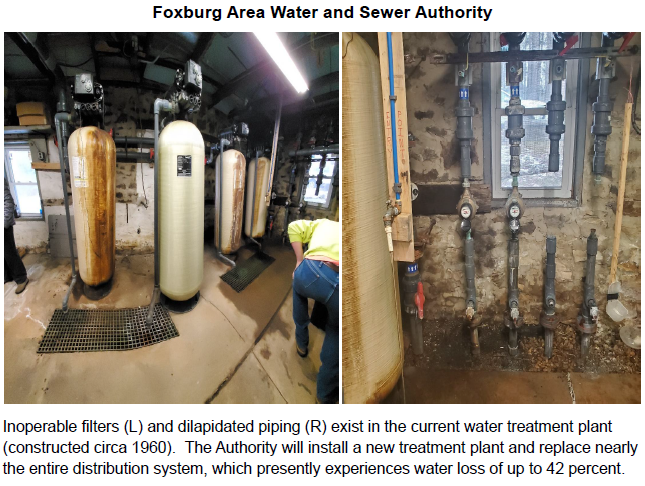 Foxburg Area Water and Sewer Authority
Inoperable filters (L) and dilapidated piping (R) exist in the current water treatment plant
(constructed circa 1960).  The Authority will install a new treatment plant and replace nearly
the entire distribution system, which presently experiences water loss of up to 42 percent.